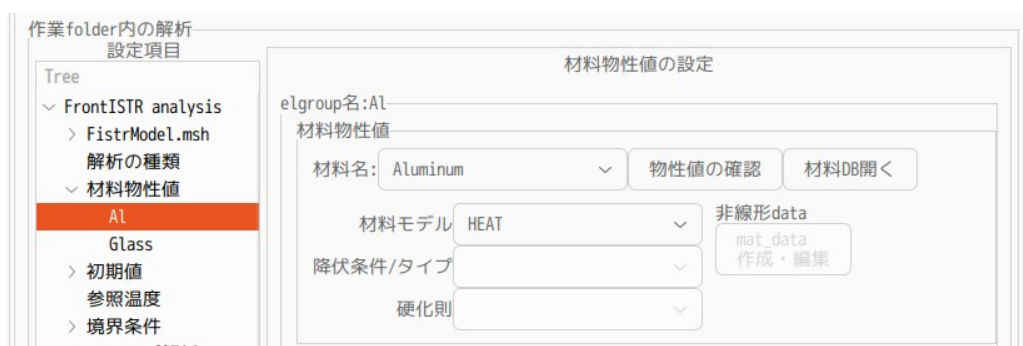 作業folder内の解析
設定項目
Tree
FrontISTR analysis
FistrModel.msh
解析の種類
材料物性値
Al
Glass
初期値
参照温度
境界条件
材料物性値の設定
elgroup名:Al
材料物性値
材料名: Aluminum 物性値の確認 材料DB開く
材料モデル HEAT
非線形data
mat_data
作成・編集
降伏条件/タイプ
硬化則